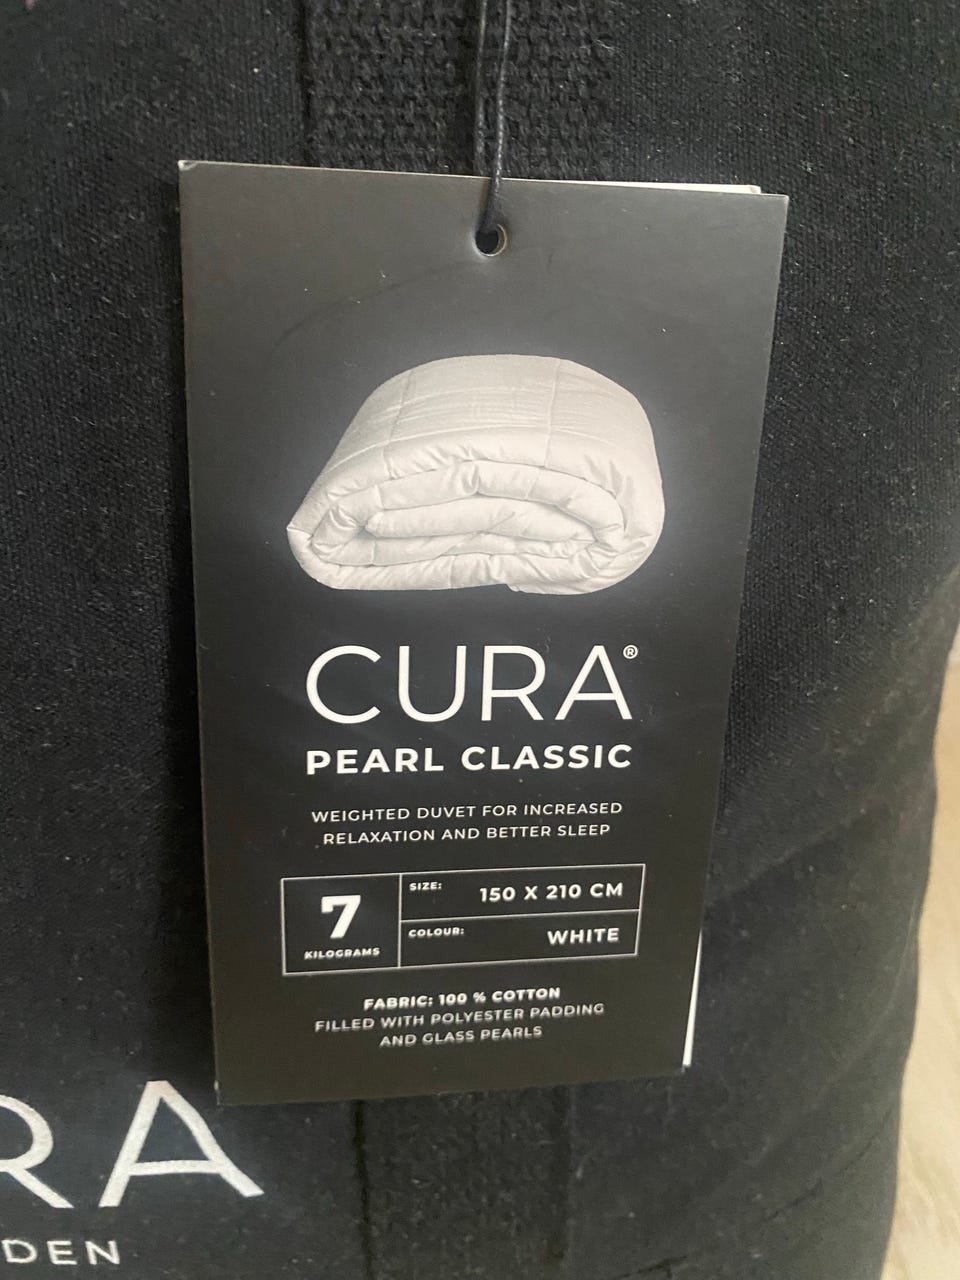 CURA®
PEARL CLASSIC
WEIGHTED DUVET FOR INCREASED
RELAXATION AND BETTER SLEEP
7
KILOGRAMS
SIZE: 150 X 210 CM
COLOUR: WHITE
FABRIC: 100 % COTTON
FILLED WITH POLYESTER PADDING
AND GLASS PEARLS
RA
DEN